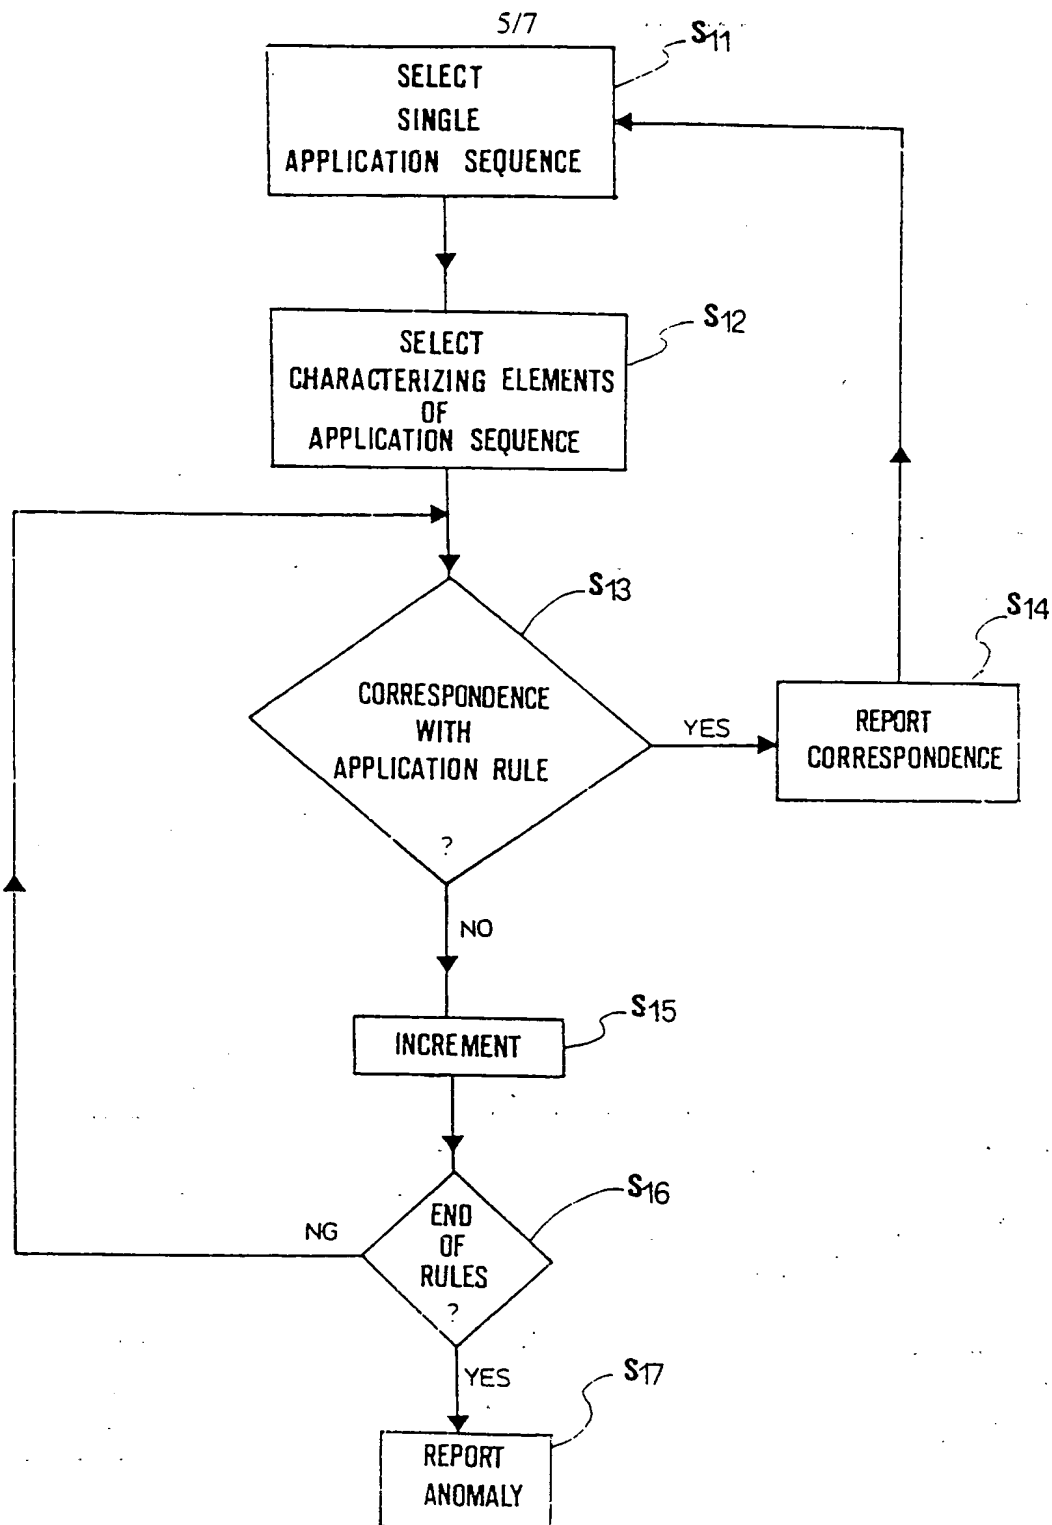 5/7
S11
SELECT
SINGLE
APPLICATION SEQUENCE
S12
SELECT
CHARACTERIZING ELEMENTS
OF
APPLICATION SEQUENCE
S13
CORRESPONDENCE
WITH
APPLICATION RULE
?
YES
S14
REPORT
CORRESPONDENCE
NO
S15
INCREMENT
S16
NG
END
OF
RULES
?
YES
S17
REPORT
ANOMALY